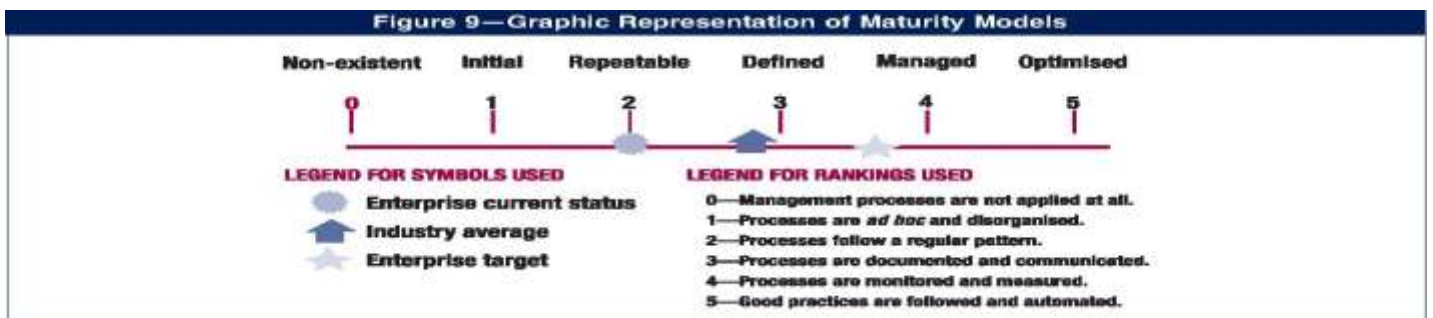 Figure 9—Graphic Representation of Maturity Models
Non-existent Initial Repeatable Defined Managed Optimised
0 1 2 3 4 5
LEGEND FOR SYMBOLS USED
Enterprise current status
Industry average
Enterprise target
LEGEND FOR RANKINGS USED
0—Management processes are not applied at all.
1—Processes are ad hoc and disorganised.
2—Processes follow a regular pattern.
3—Processes are documented and communicated.
4—Processes are monitored and measured.
5—Good practices are followed and automated.